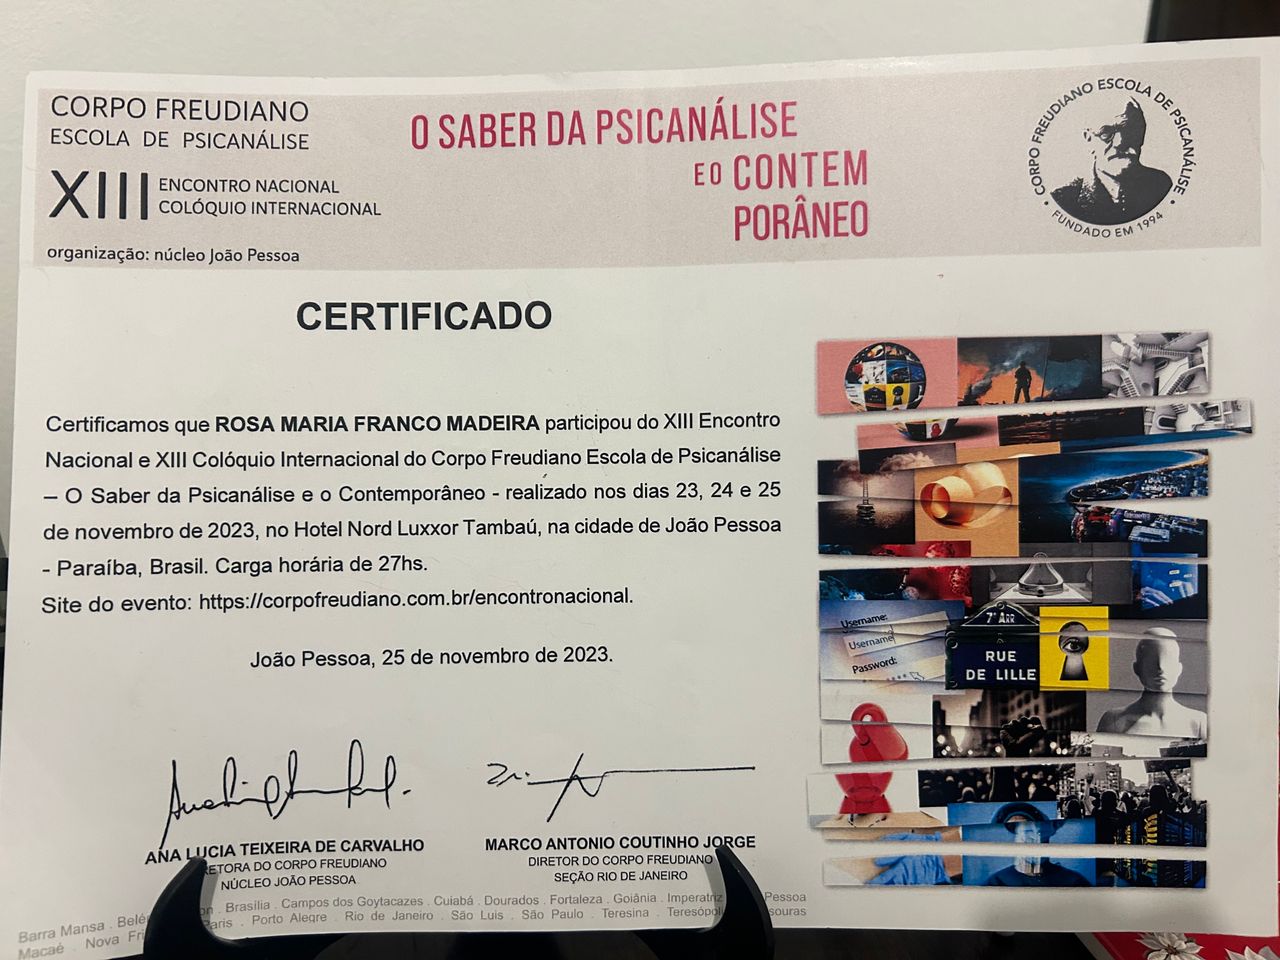 CORPO FREUDIANO
ESCOLA DE PSICANÁLISE
XIII ENCONTRO NACIONAL
COLÓQUIO INTERNACIONAL
organização: núcleo João Pessoa
O SABER DA PSICANÁLISE
E O CONTEM
PORÂNEO
CORPO FREUDIANO ESCOLA DE PSICANÁLISE
FUNDADO EM 1994
CERTIFICADO
Certificamos que ROSA MARIA FRANCO MADEIRA participou do XIII Encontro
Nacional e XIII Colóquio Internacional do Corpo Freudiano Escola de Psicanálise
– O Saber da Psicanálise e o Contemporâneo - realizado nos dias 23, 24 e 25
de novembro de 2023, no Hotel Nord Luxxor Tambaú, na cidade de João Pessoa
- Paraíba, Brasil. Carga horária de 27hs.
Site do evento: https://corpofreudiano.com.br/encontronacional.
João Pessoa, 25 de novembro de 2023.
ANA LUCIA TEIXEIRA DE CARVALHO
DO CORPO FREUDIANO
NÚCLEO JOÃO PESSOA
MARCO ANTONIO COUTINHO JORGE
DIRETOR DO CORPO FREUDIANO
SEÇÃO RIO DE JANEIRO
Username:
Username
Password:
7e ARR
RUE
DE LILLE
Barra Mansa . . Brasília . Campos dos Goytacazes . Cuiabá . Dourados . Fortaleza . Goiânia . Pessoa
Macaé . Nova . Porto Alegre . Rio de Janeiro . São Luis . São Paulo . Teresina .